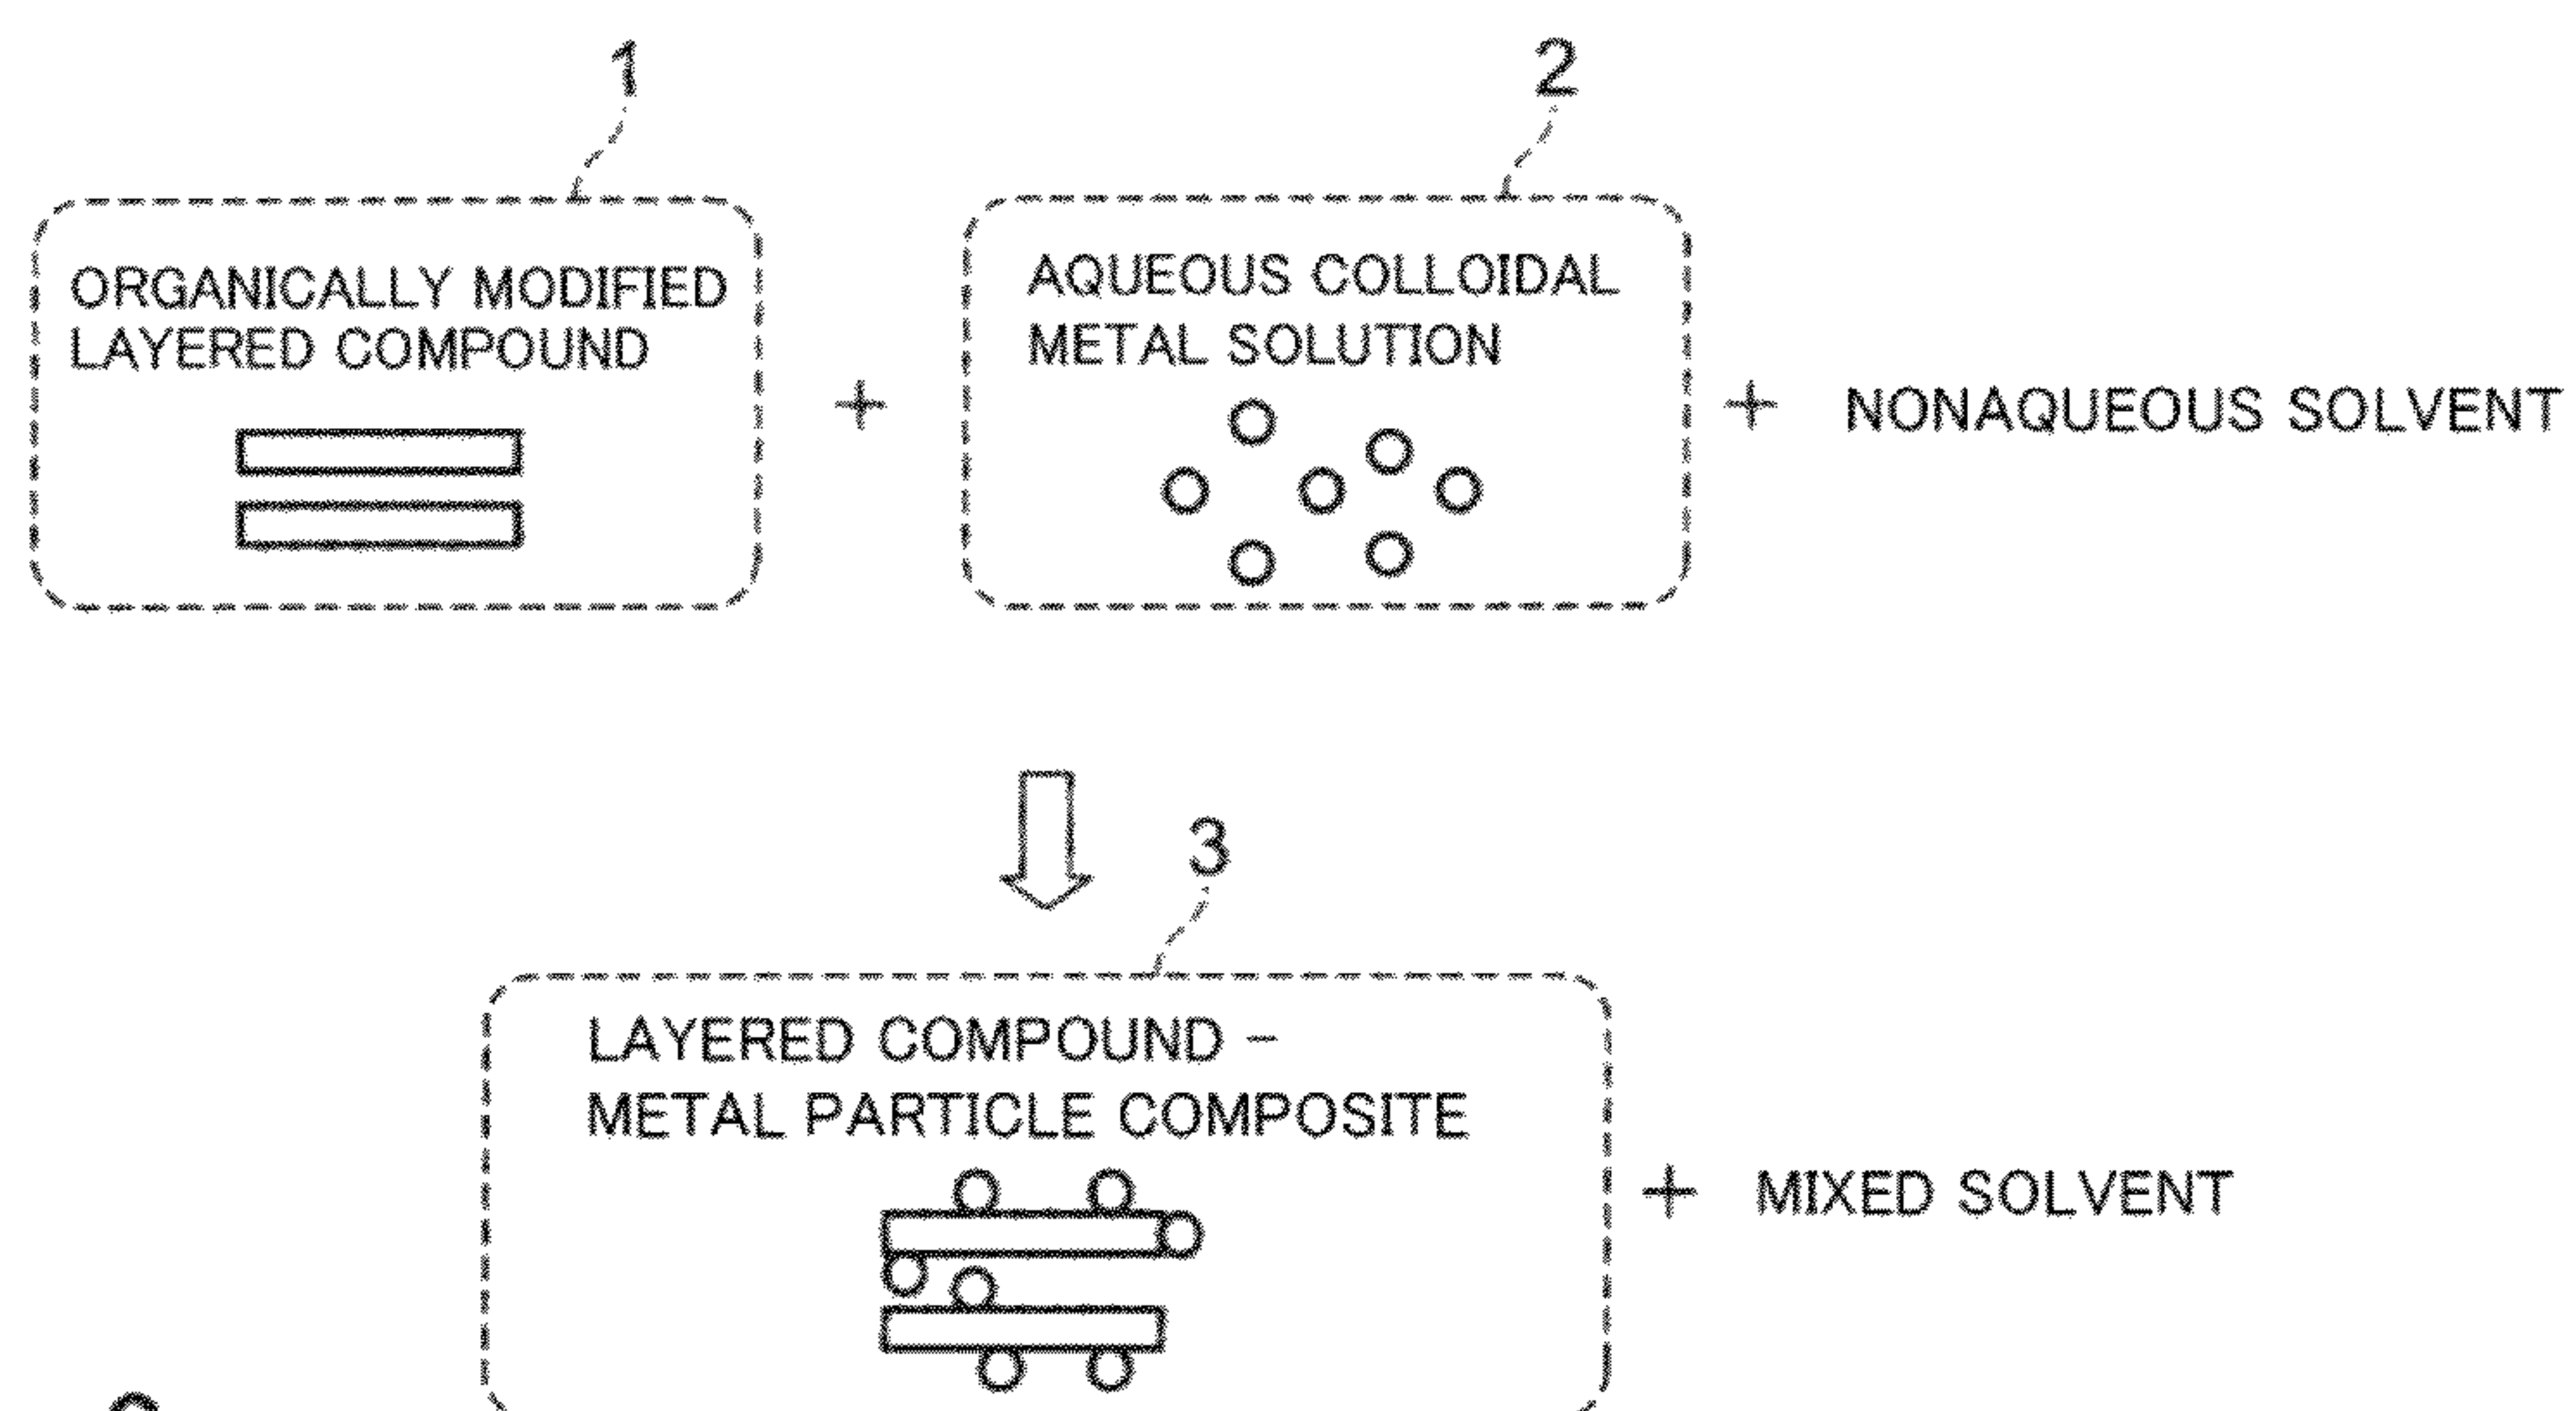 1
2
ORGANICALLY MODIFIED
LAYERED COMPOUND
+
AQUEOUS COLLOIDAL
METAL SOLUTION
+ NONAQUEOUS SOLVENT
3
LAYERED COMPOUND –
METAL PARTICLE COMPOSITE
+ MIXED SOLVENT